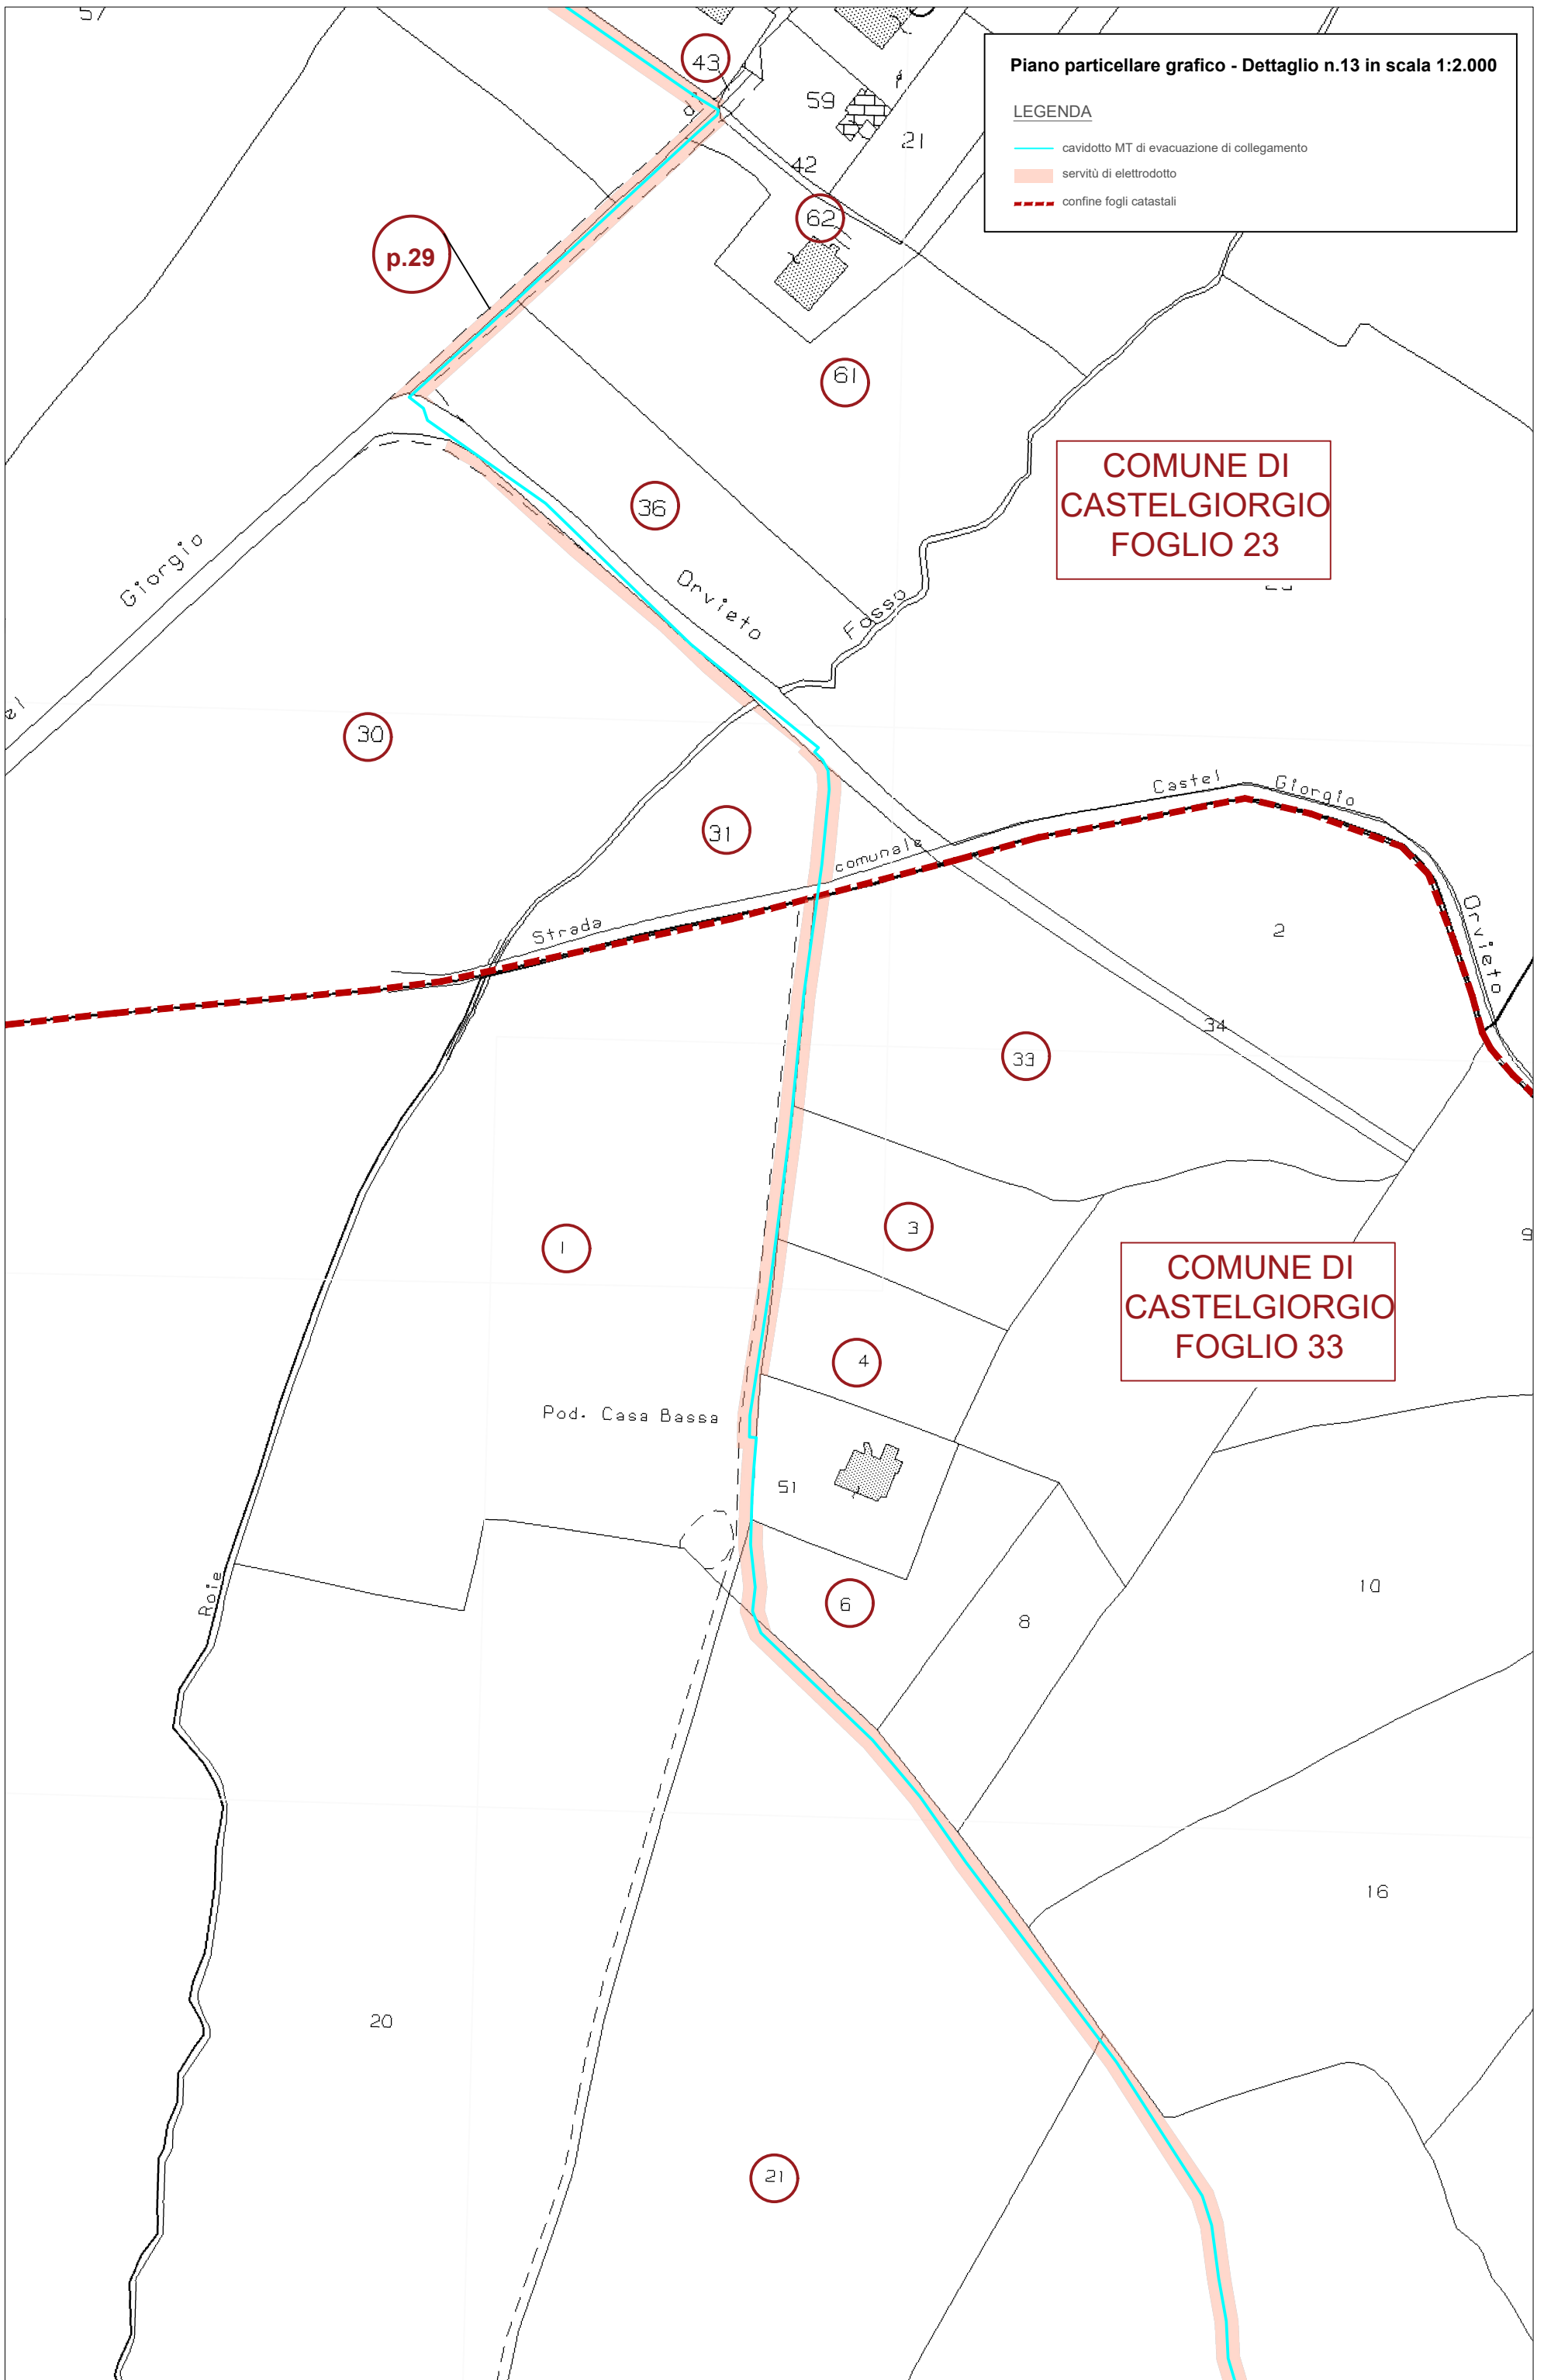 57
43
59
21
42
62
Piano particellare grafico - Dettaglio n.13 in scala 1:2.000
LEGENDA
cavidotto MT di evacuazione di collegamento
servitù di elettrodotto
confine fogli catastali
p.29
61
36
COMUNE DI
CASTELGIORGIO
FOGLIO 23
Giorgio
Orvieto
Fosso
el
30
31
Strada
comunale
Castel
Giorgio
Orvieto
2
34
33
1
3
9
COMUNE DI
CASTELGIORGIO
FOGLIO 33
4
Pod. Casa Bassa
51
Roie
6
8
10
16
20
21